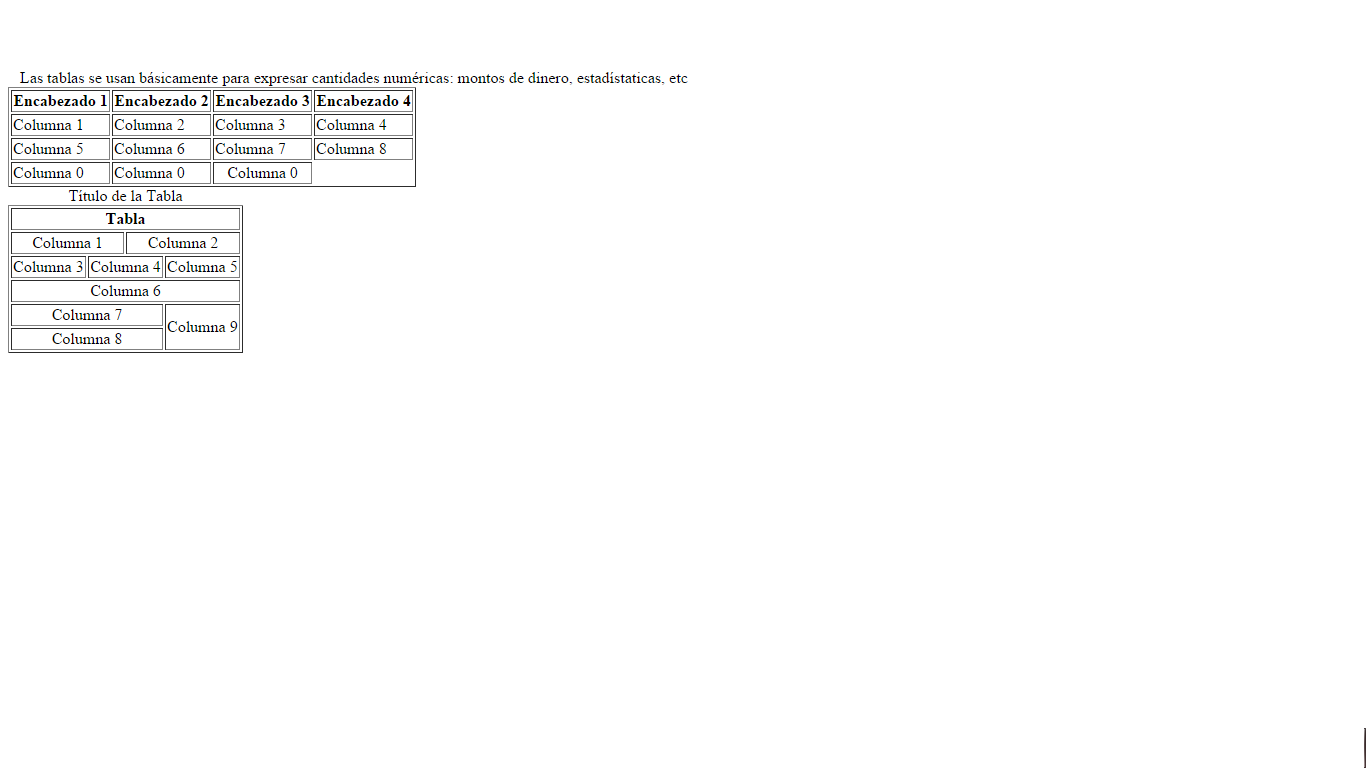 Las tablas se usan básicamente para expresar cantidades numéricas: montos de dinero, estadístaticas, etc
Encabezado 1 Encabezado 2 Encabezado 3 Encabezado 4
Columna 1 Columna 2 Columna 3 Columna 4
Columna 5 Columna 6 Columna 7 Columna 8
Columna 0 Columna 0 Columna 0
Título de la Tabla
Tabla
Columna 1 Columna 2
Columna 3 Columna 4 Columna 5
Columna 6
Columna 7
Columna 9
Columna 8